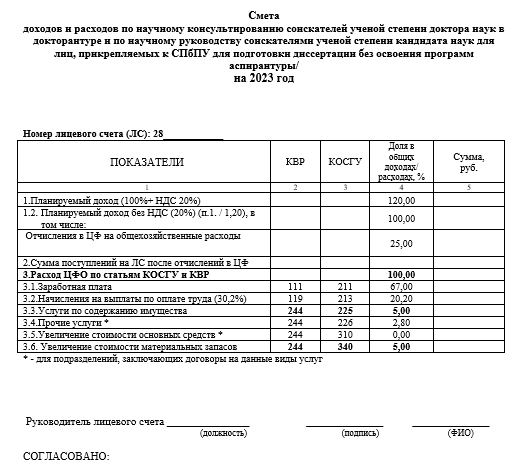 Смета
доходов и расходов по научному консультированию соискателей ученой степени доктора наук в
докторантуре и по научному руководству соискателями ученой степени кандидата наук для
лиц, прикрепляемых к СПбПУ для подготовки диссертации без освоения программ
аспирантуры/
на 2023 год
Номер лицевого счета (ЛС): 28___________
ПОКАЗАТЕЛИ КВР КОСГУ Доля в общих доходах/ расходах, % Сумма, руб.
1 2 3 4 5
1.Планируемый доход (100%+ НДС 20%) 120,00
1.2. Планируемый доход без НДС (20%) (п.1. / 1,20), в
том числе: 100,00
Отчисления в ЦФ на общехозяйственные расходы 25,00
2.Сумма поступлений на ЛС после отчислений в ЦФ
3.Расход ЦФО по статьям КОСГУ и КВР 100,00
3.1.Заработная плата 111 211 67,00
3.2.Начисления на выплаты по оплате труда (30,2%) 119 213 20,20
3.3.Услуги по содержанию имущества 244 225 5,00
3.4.Прочие услуги * 244 226 2,80
3.5.Увеличение стоимости основных средств * 244 310 0,00
3.6. Увеличение стоимости материальных запасов 244 340 5,00
* - для подразделений, заключающих договоры на данные виды услуг
Руководитель лицевого счета _______________ ______________ ______________
(должность) (подпись) (ФИО)
СОГЛАСОВАНО: